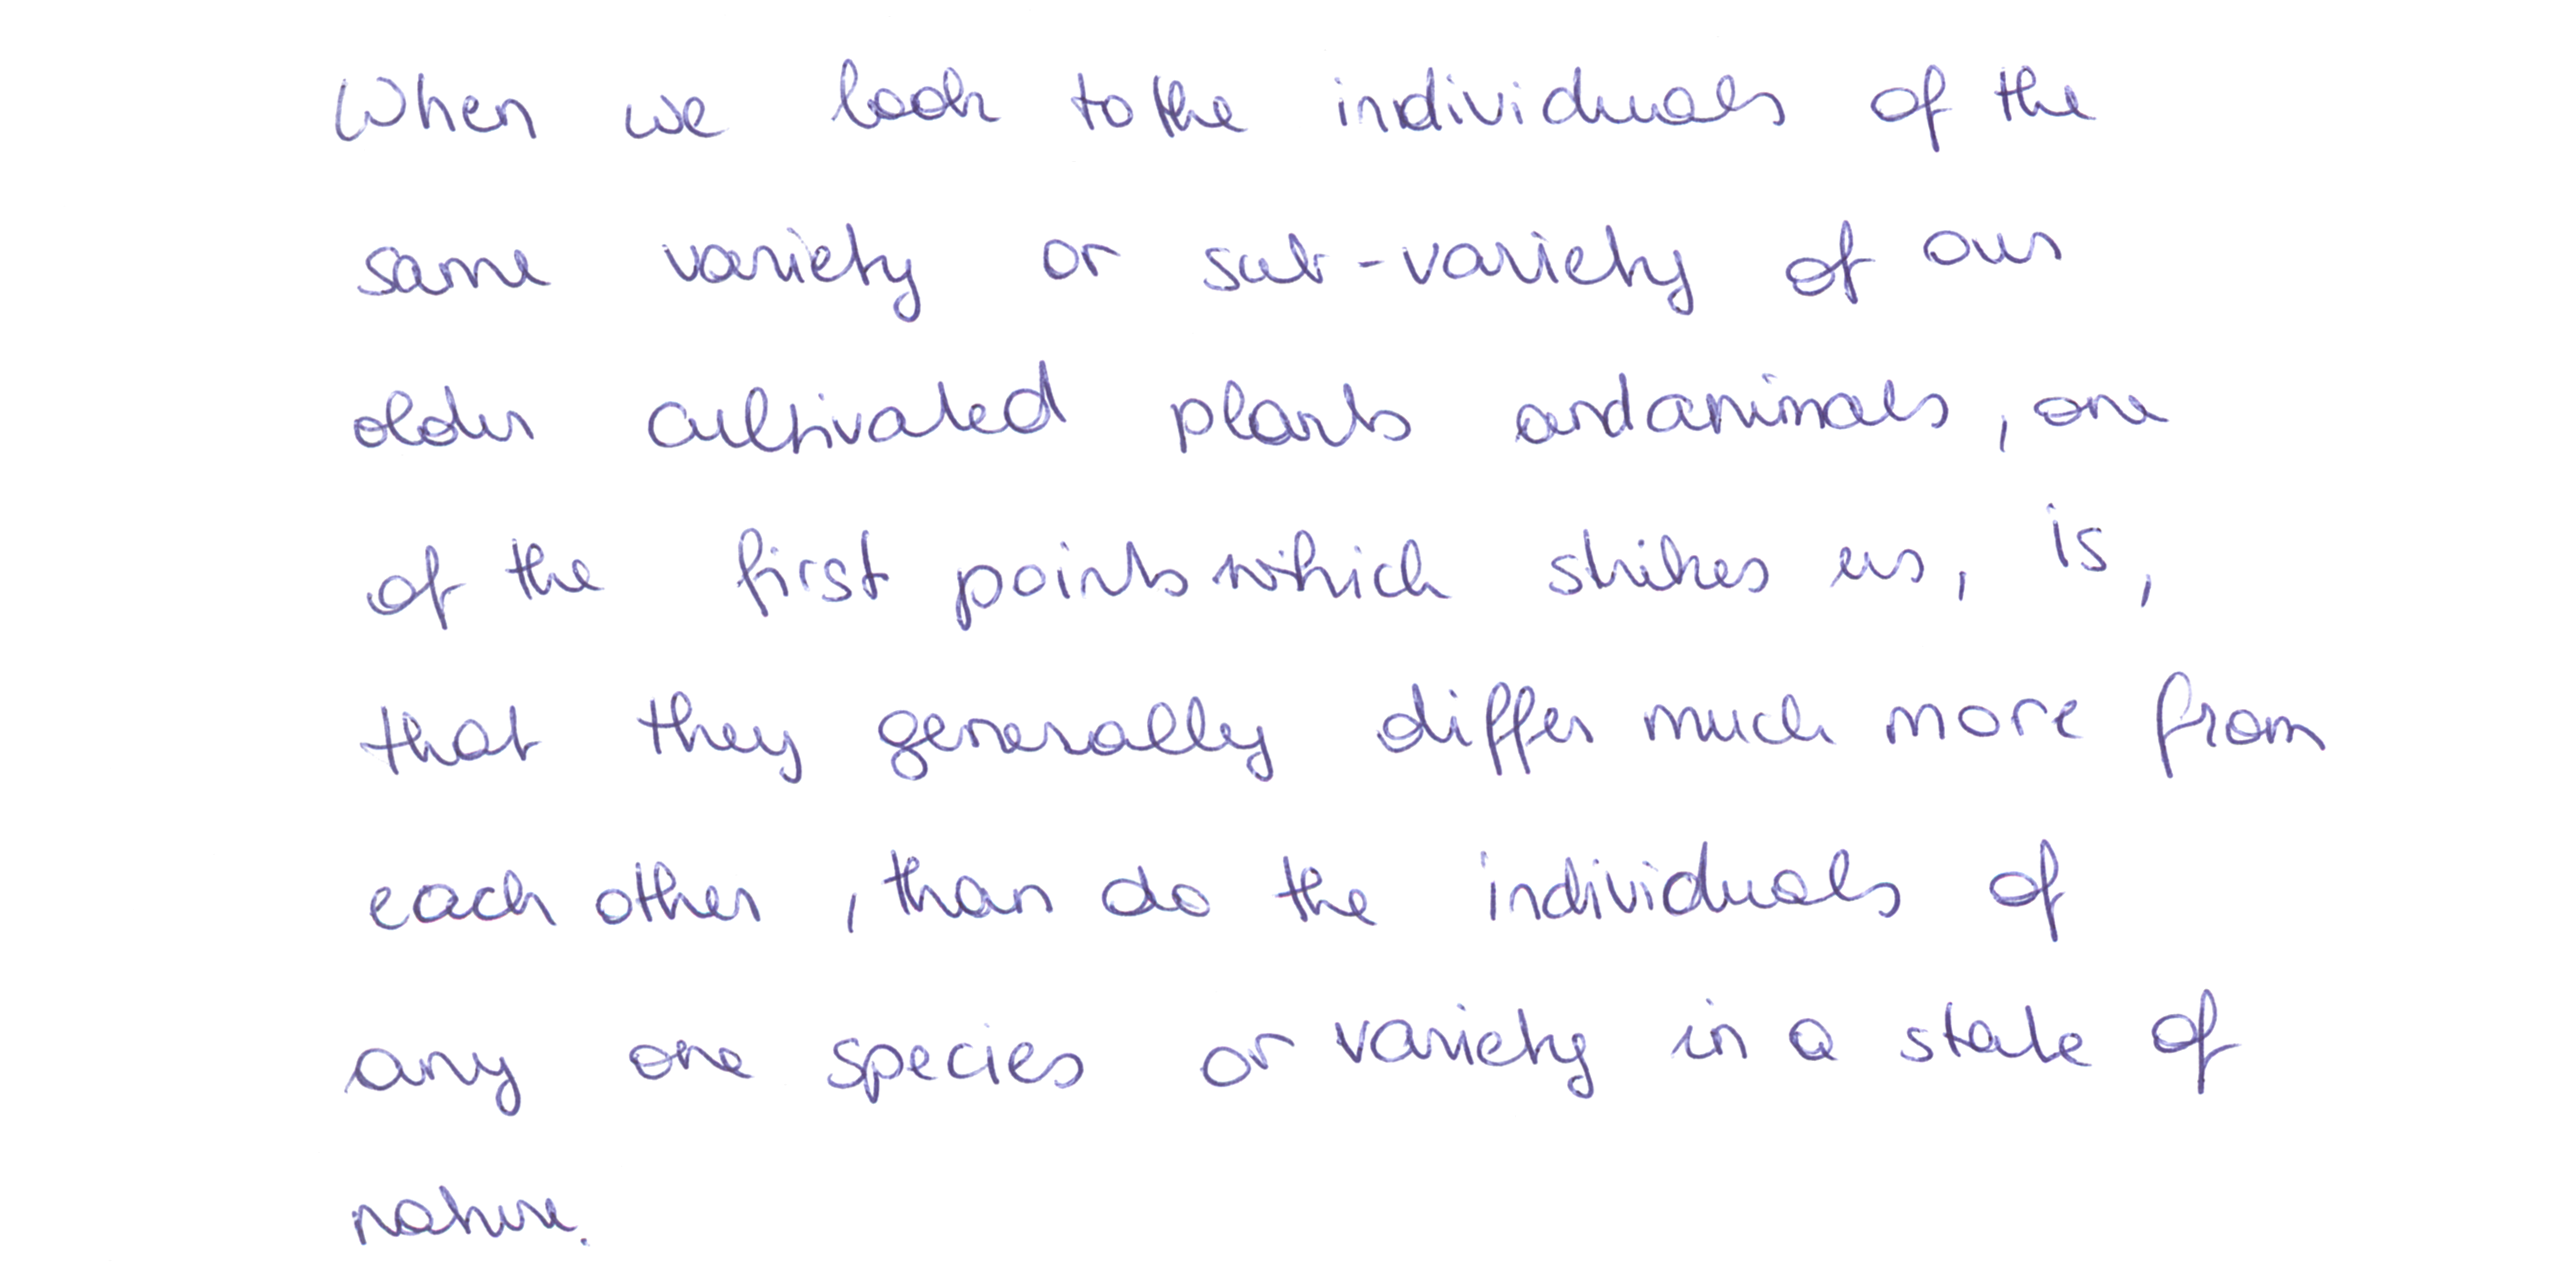 When we look to the individuals of the
same variety or sub-variety of our
older cultivated plants and animals, one
of the first points which strikes us, is,
that they generally differ much more from
each other, than do the individuals of
any one species or variety in a state of
nature.